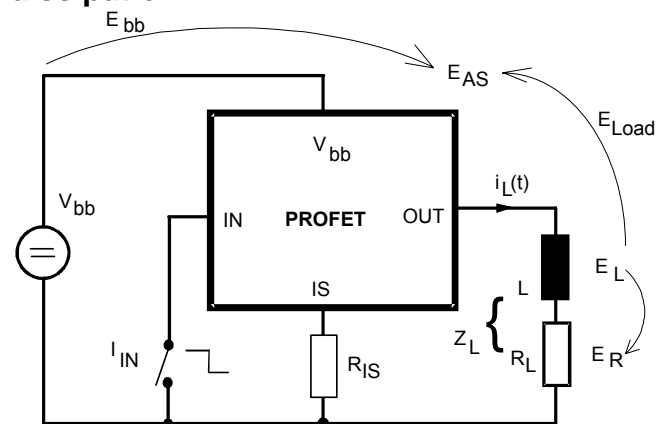 E bb
E AS
E Load
V bb
V bb
i L (t)
IN
PROFET
OUT
IS
L
E L
Z L
{
R L
E R
I IN
R IS